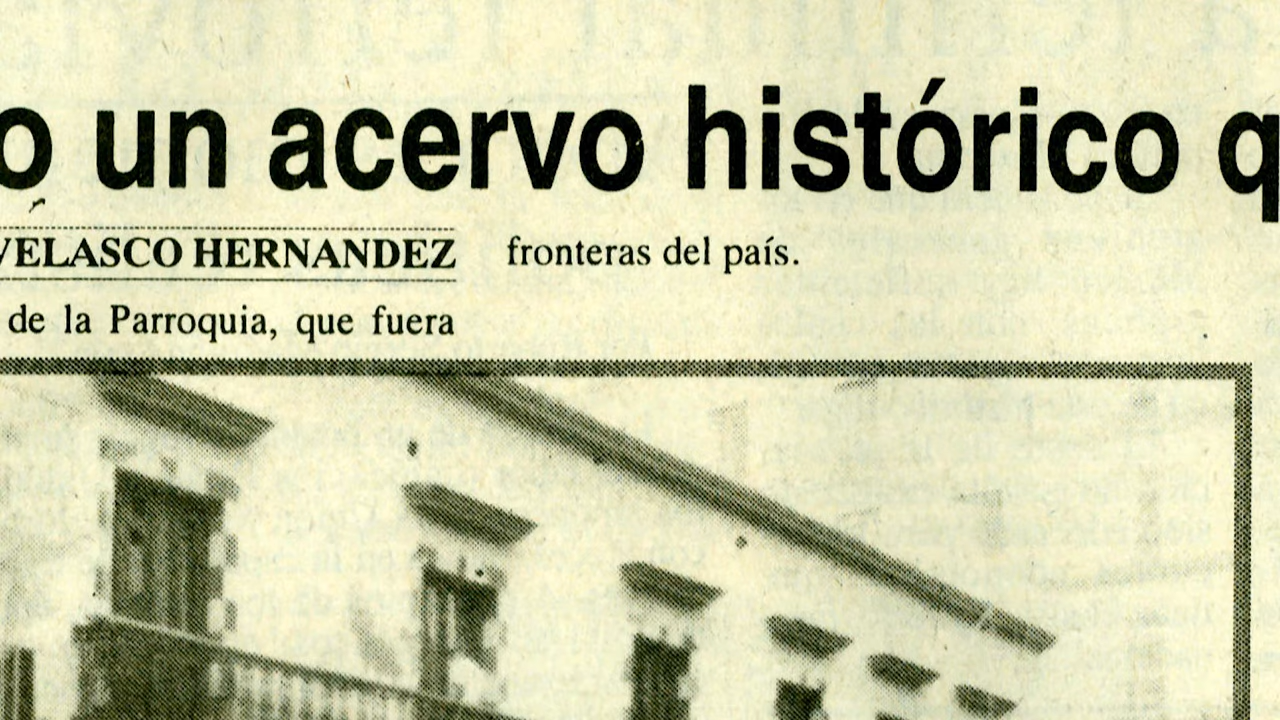 o un acervo histórico q
VELASCO HERNANDEZ
de la Parroquia, que fuera
fronteras del país.